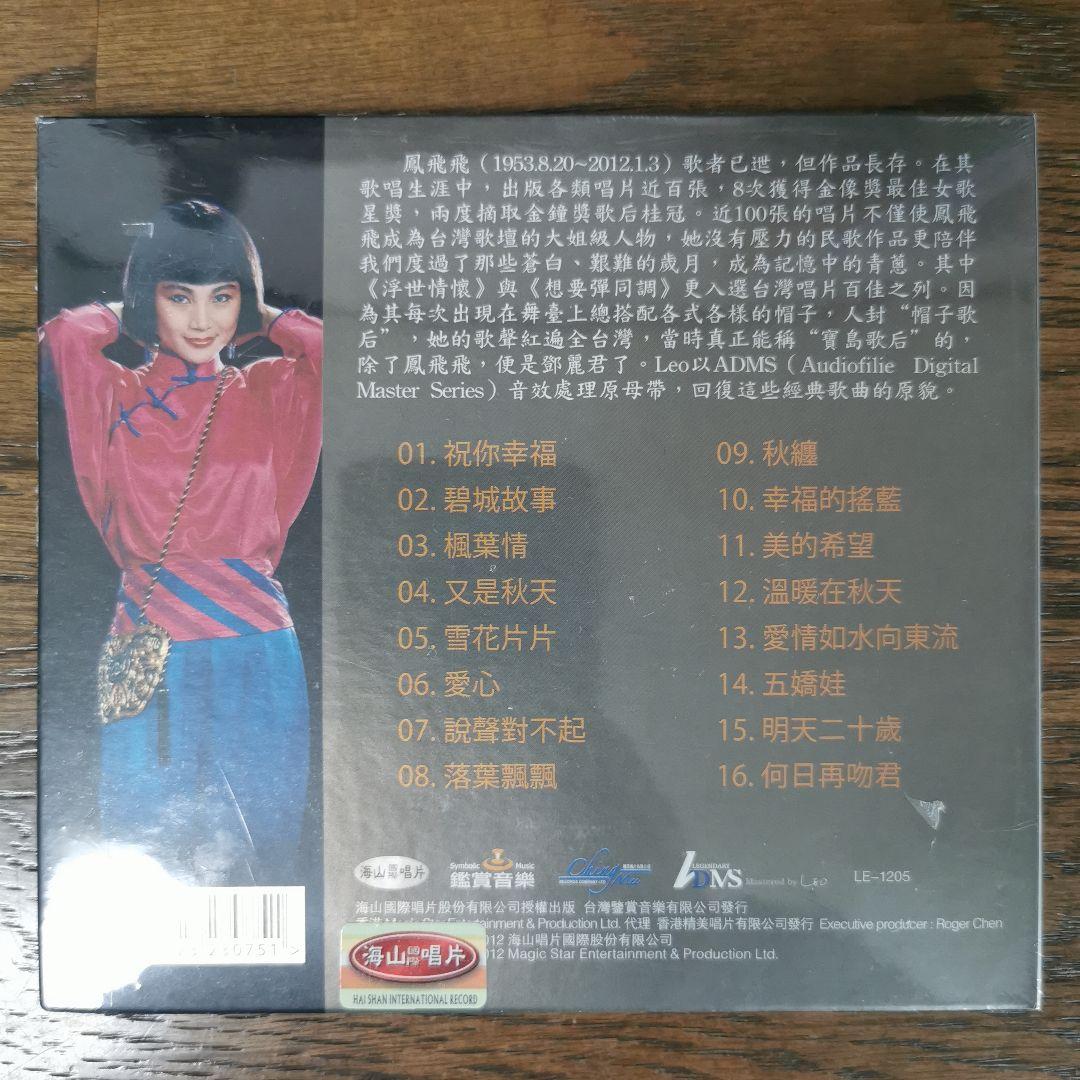 鳳飛飛（1953.8.20~2012.1.3）歌者已逝，但作品長存。在其
歌唱生涯中，出版各類唱片近百張，8次獲得金像獎最佳女歌
星獎，兩度摘取金鐘獎歌后桂冠。近100張的唱片不僅使鳳飛
飛成為台灣歌壇的大姐級人物，她沒有壓力的民歌作品更陪伴
我們度過了那些蒼白、艱難的歲月，成為記憶中的青蔥。其中
《浮世情懷》與《想要彈同調》更入選台灣唱片百佳之列。因
為其每次出現在舞臺上總搭配各式各樣的帽子，人封“帽子歌
后”，她的歌聲紅遍全台灣，當時真正能稱“寶島歌后”的，
除了鳳飛飛，便是鄧麗君了。Leo以ADMS（Audiofilie Digital
Master Series）音效處理原母帶，回復這些經典歌曲的原貌。
01. 祝你幸福
02. 碧城故事
03. 楓葉情
04. 又是秋天
05. 雪花片片
06. 愛心
07. 說聲對不起
08. 落葉飄飄
09. 秋纏
10. 幸福的搖藍
11. 美的希望
12. 溫暖在秋天
13. 愛情如水向東流
14. 五嬌娃
15. 明天二十歲
16. 何日再吻君
海山國際唱片
Symbolic Music
鑑賞音樂
LEGENDARY
ADMS Mastered by Leo
LE-1205
海山國際唱片股份有限公司授權出版 台灣鑒賞音樂有限公司發行
tainment & Production Ltd. 代理 香港精美唱片有限公司發行 Executive producer : Roger Chen
012 海山唱片國際股份有限公司
012 Magic Star Entertainment & Production Ltd.
海山國際唱片
HAI SHAN INTERNATIONAL RECORD